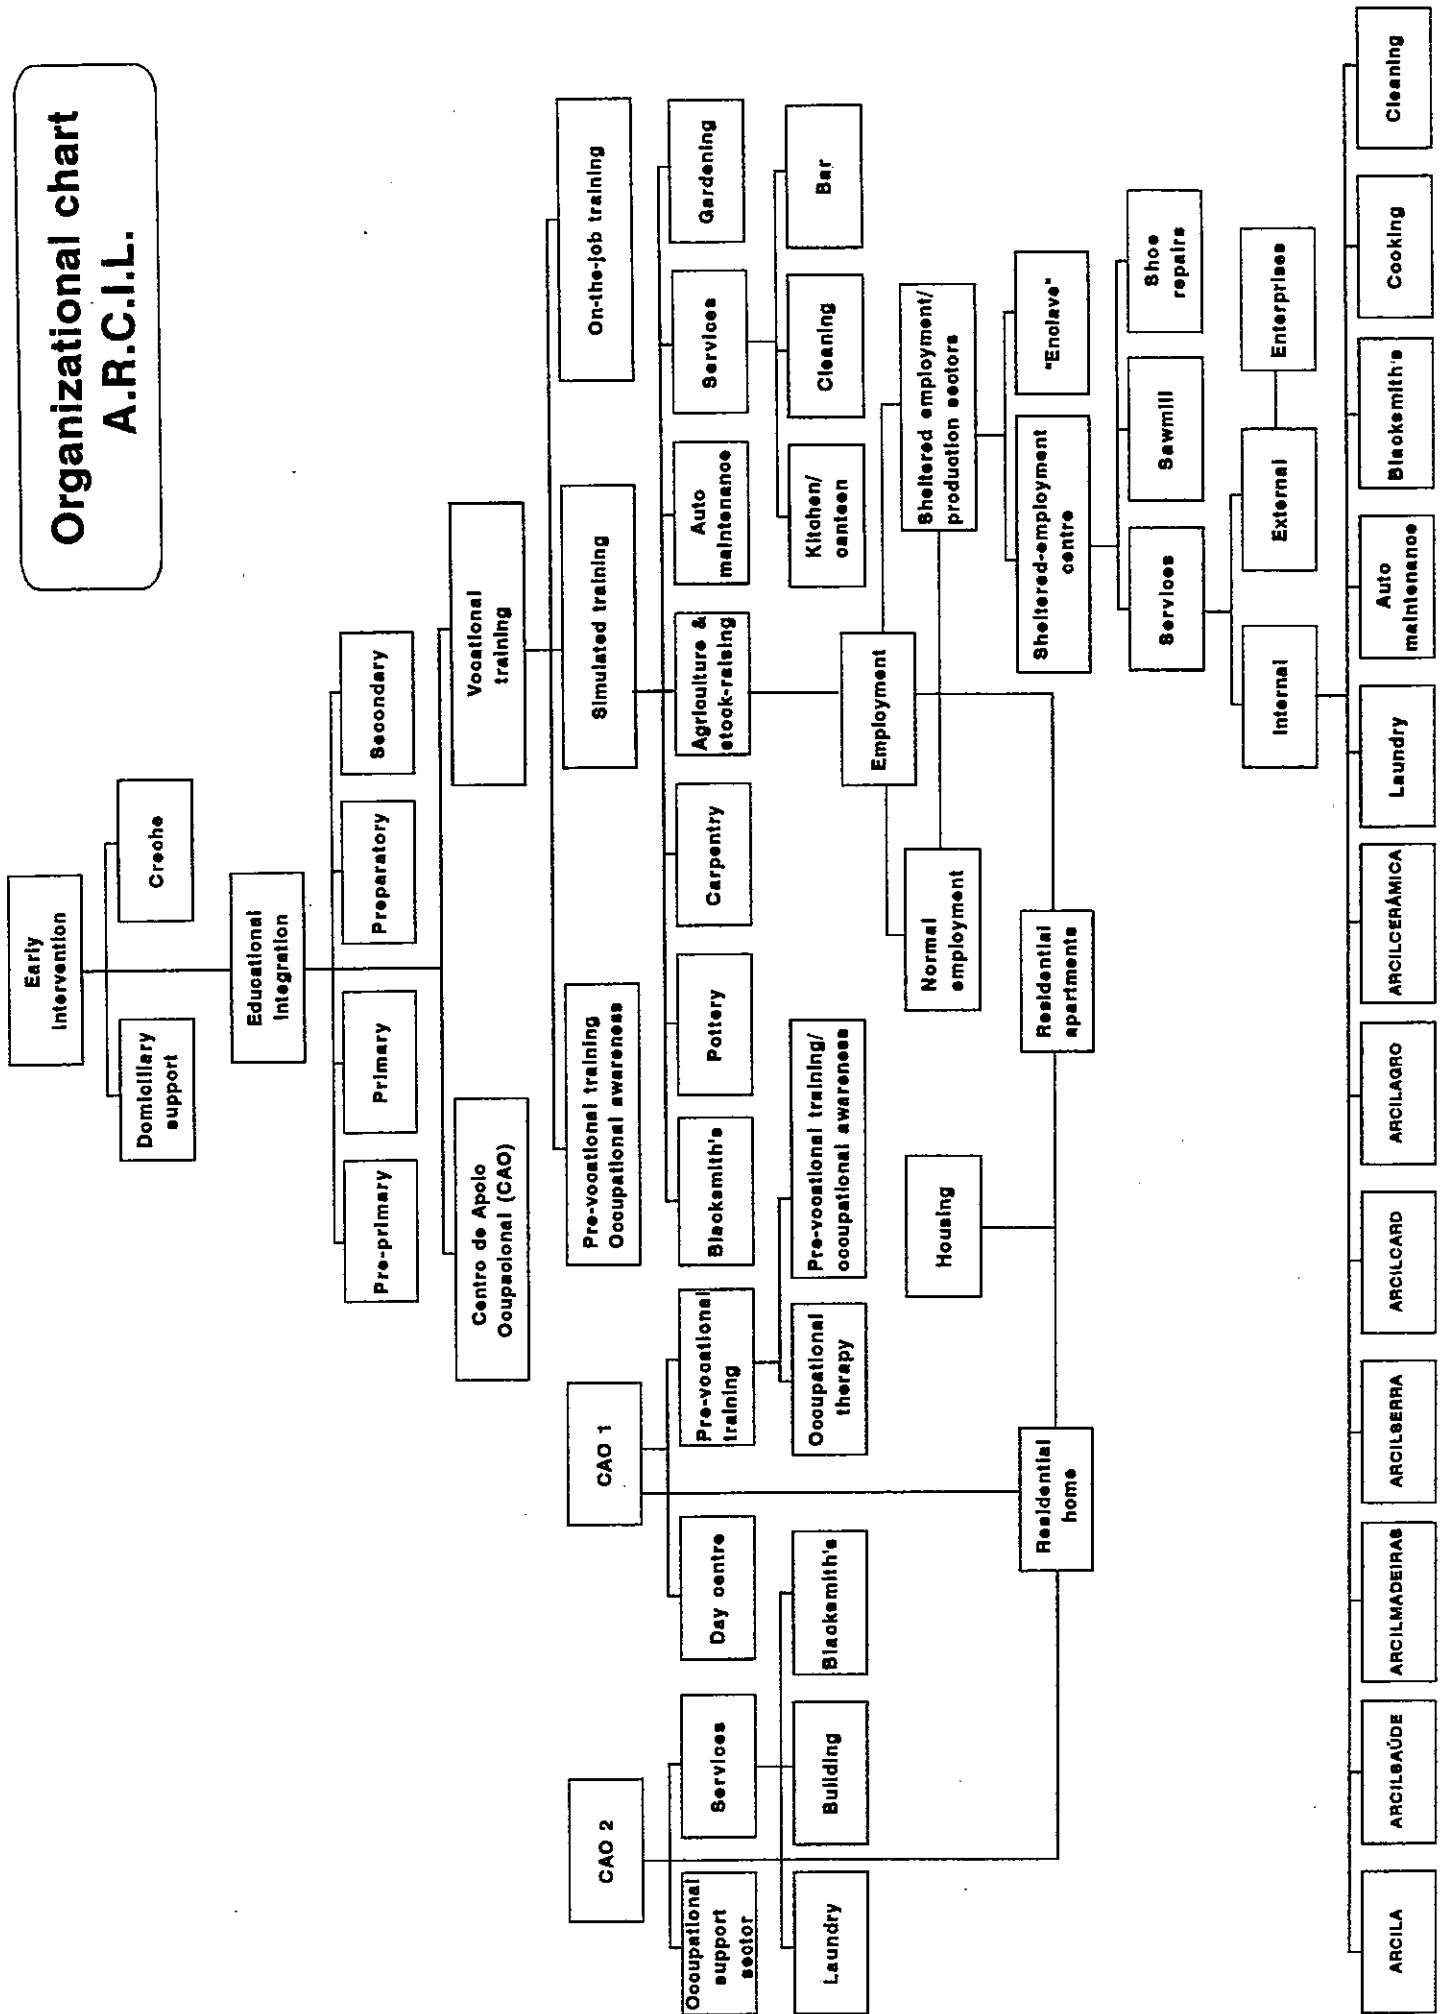 Organizational chart
A.R.C.I.L.
Early
Intervention
Domiciliary
support
Creche
Educational
Integration
Pre-primary
Primary
Preparatory
Secondary
Centro de Apoio
Ocupacional (CAO)
Vocational
training
CAO 2
CAO 1
Pre-vocational training
Occupational awareness
Simulated training
On-the-job training
Occupational
support
sector
Services
Day centre
Pre-vocational
training
Blacksmith's
Pottery
Carpentry
Agriculture &
stock-raising
Auto
maintenance
Services
Gardening
Laundry
Building
Blacksmith's
Occupational
therapy
Pre-vocational training/
occupational awareness
Kitchen/
canteen
Cleaning
Bar
Employment
Housing
Normal
employment
Sheltered employment/
production sectors
Residential
home
Residential
apartments
Sheltered-employment
centre
"Enclave"
Services
Sawmill
Shoe
repairs
Internal
External
Enterprises
ARCILA
ARCILSAÚDE
ARCILMADEIRAS
ARCILSERRA
ARCILCARD
ARCILAGRO
ARCILCERÂMICA
Laundry
Auto
maintenance
Blacksmith's
Cooking
Cleaning